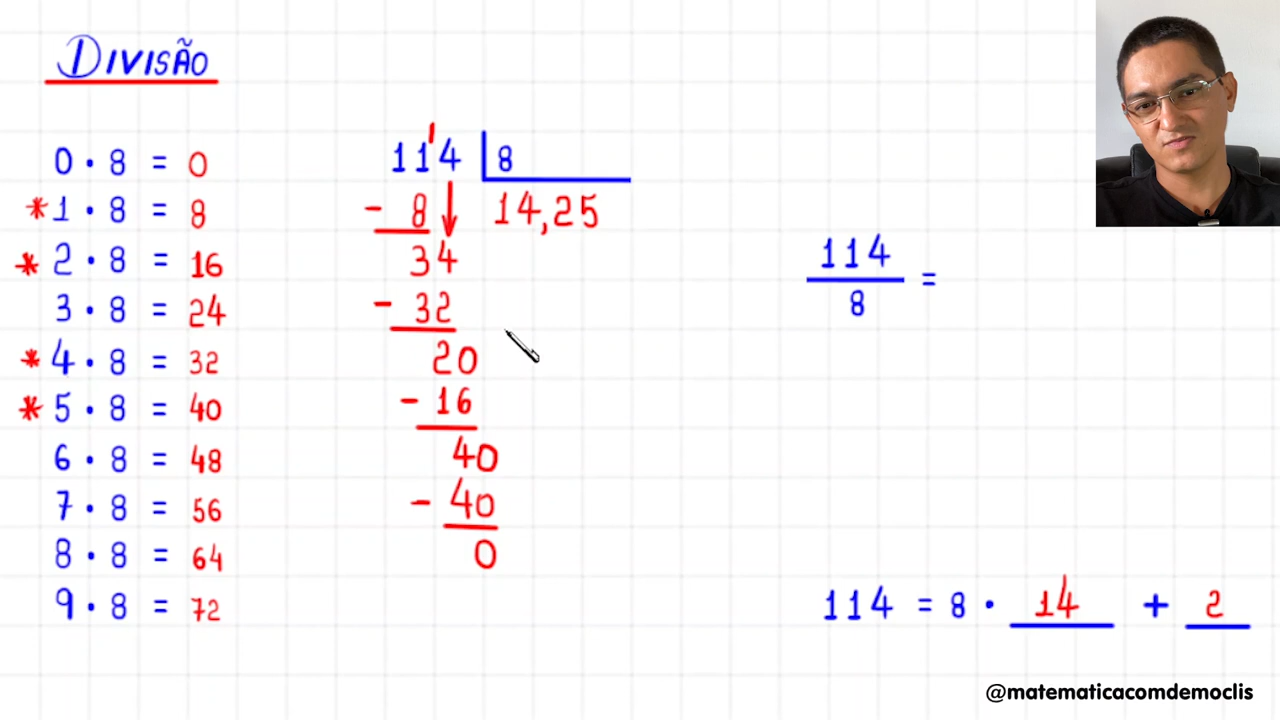 DIVISÃO
0 · 8 = 0
* 1 · 8 = 8
* 2 · 8 = 16
3 · 8 = 24
* 4 · 8 = 32
* 5 · 8 = 40
6 · 8 = 48
7 · 8 = 56
8 · 8 = 64
9 · 8 = 72
1
114 8
- 8 14,25
34
- 32
20
- 16
40
- 40
0
114
8 =
114 = 8 · 14 + 2
@matematicacomdemoclis